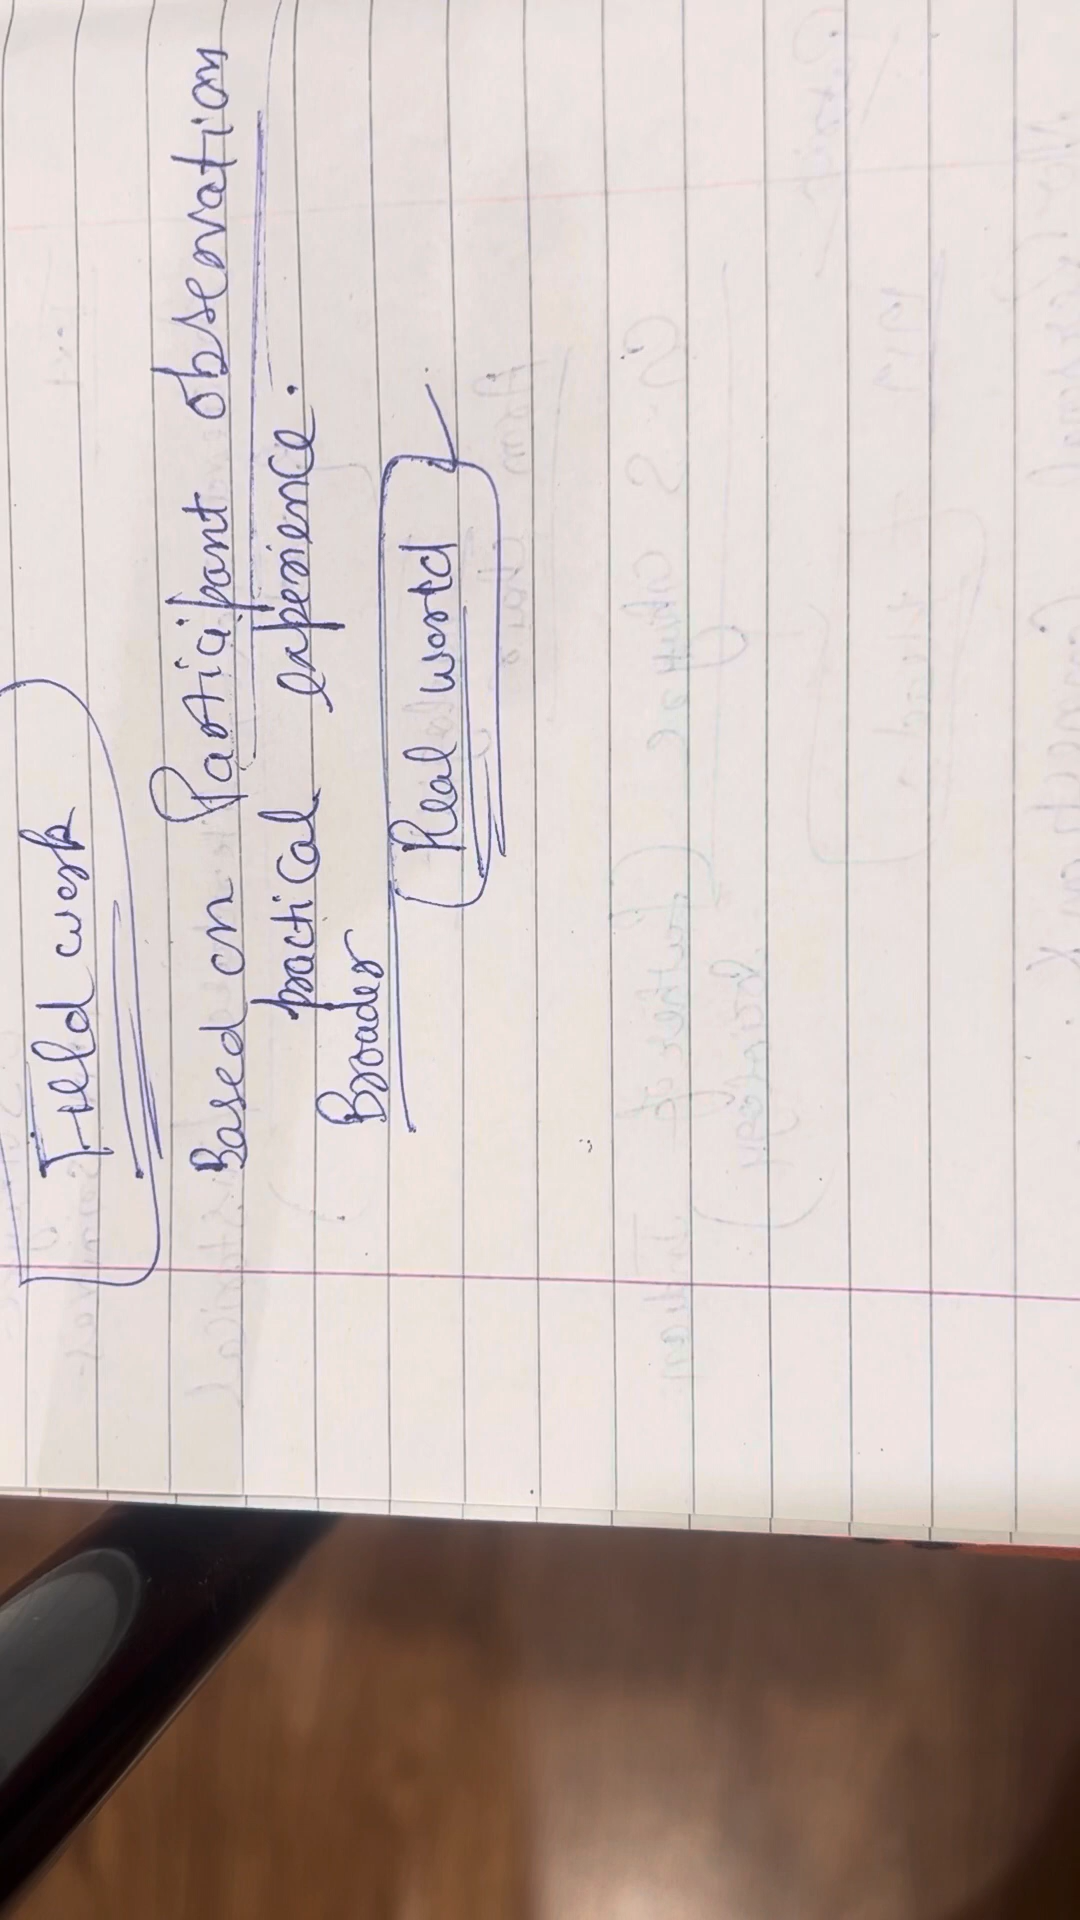 Field work
Based on Participant observation
practical experience.
Broader
Real world